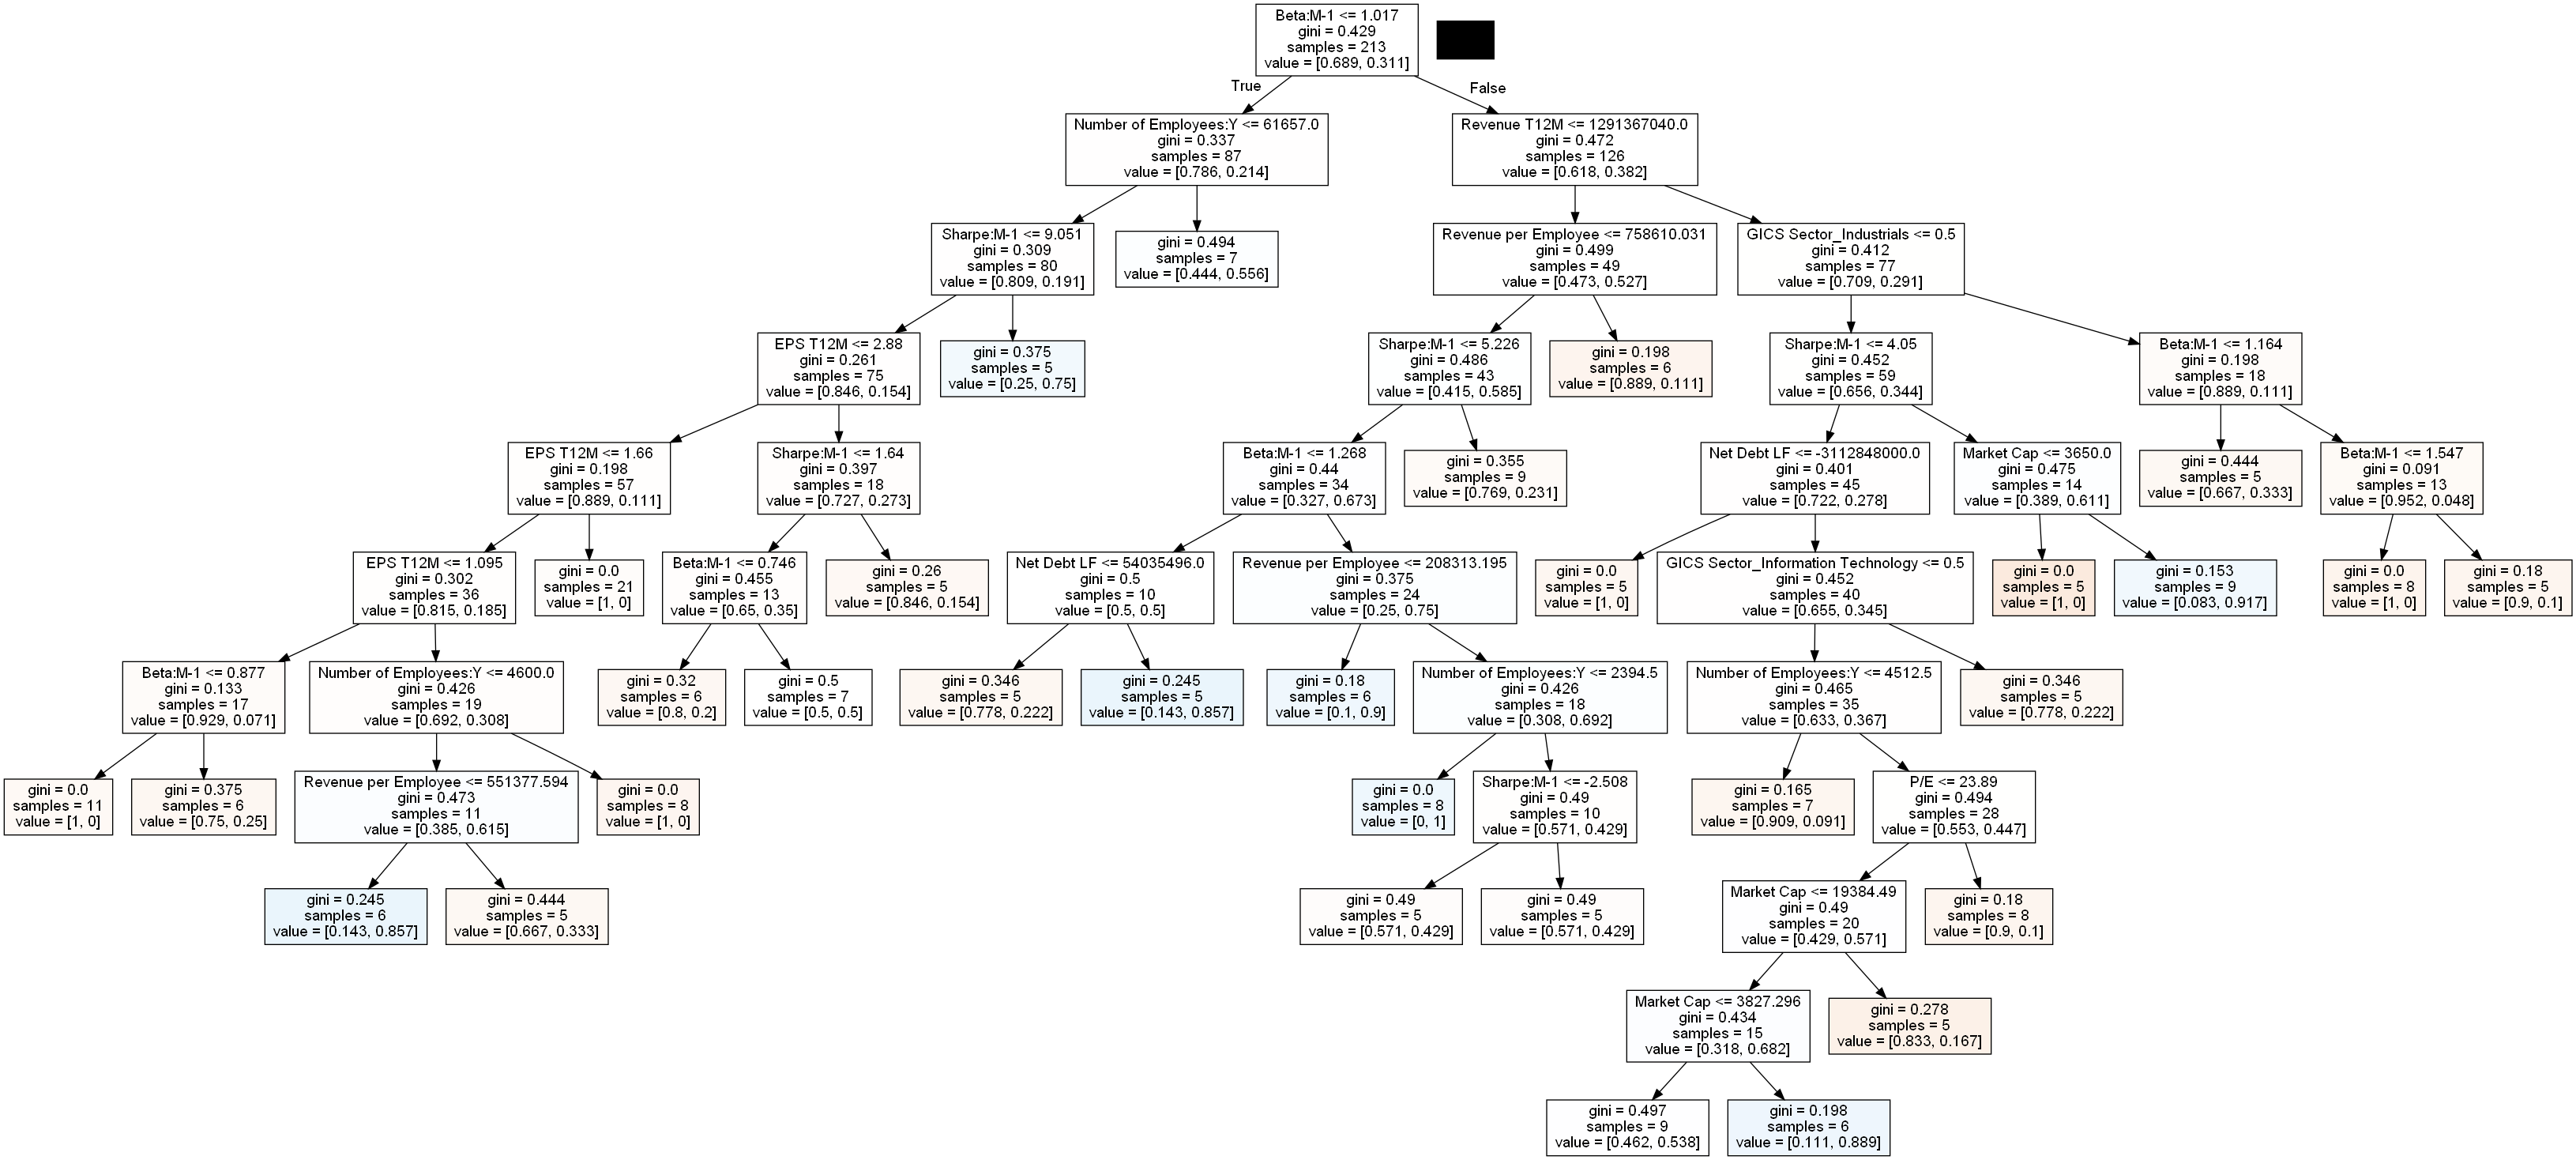 Beta:M-1 <= 1.017
gini = 0.429
samples = 213
value = [0.689, 0.311]
True
False
Number of Employees:Y <= 61657.0
gini = 0.337
samples = 87
value = [0.786, 0.214]
Revenue T12M <= 1291367040.0
gini = 0.472
samples = 126
value = [0.618, 0.382]
Sharpe:M-1 <= 9.051
gini = 0.309
samples = 80
value = [0.809, 0.191]
gini = 0.494
samples = 7
value = [0.444, 0.556]
Revenue per Employee <= 758610.031
gini = 0.499
samples = 49
value = [0.473, 0.527]
GICS Sector_Industrials <= 0.5
gini = 0.412
samples = 77
value = [0.709, 0.291]
EPS T12M <= 2.88
gini = 0.261
samples = 75
value = [0.846, 0.154]
gini = 0.375
samples = 5
value = [0.25, 0.75]
Sharpe:M-1 <= 5.226
gini = 0.486
samples = 43
value = [0.415, 0.585]
gini = 0.198
samples = 6
value = [0.889, 0.111]
Sharpe:M-1 <= 4.05
gini = 0.452
samples = 59
value = [0.656, 0.344]
Beta:M-1 <= 1.164
gini = 0.198
samples = 18
value = [0.889, 0.111]
EPS T12M <= 1.66
gini = 0.198
samples = 57
value = [0.889, 0.111]
Sharpe:M-1 <= 1.64
gini = 0.397
samples = 18
value = [0.727, 0.273]
Beta:M-1 <= 1.268
gini = 0.44
samples = 34
value = [0.327, 0.673]
gini = 0.355
samples = 9
value = [0.769, 0.231]
Net Debt LF <= -3112848000.0
gini = 0.401
samples = 45
value = [0.722, 0.278]
Market Cap <= 3650.0
gini = 0.475
samples = 14
value = [0.389, 0.611]
gini = 0.444
samples = 5
value = [0.667, 0.333]
Beta:M-1 <= 1.547
gini = 0.091
samples = 13
value = [0.952, 0.048]
EPS T12M <= 1.095
gini = 0.302
samples = 36
value = [0.815, 0.185]
gini = 0.0
samples = 21
value = [1, 0]
Beta:M-1 <= 0.746
gini = 0.455
samples = 13
value = [0.65, 0.35]
gini = 0.26
samples = 5
value = [0.846, 0.154]
Net Debt LF <= 54035496.0
gini = 0.5
samples = 10
value = [0.5, 0.5]
Revenue per Employee <= 208313.195
gini = 0.375
samples = 24
value = [0.25, 0.75]
gini = 0.0
samples = 5
value = [1, 0]
GICS Sector_Information Technology <= 0.5
gini = 0.452
samples = 40
value = [0.655, 0.345]
gini = 0.0
samples = 5
value = [1, 0]
gini = 0.153
samples = 9
value = [0.083, 0.917]
gini = 0.0
samples = 8
value = [1, 0]
gini = 0.18
samples = 5
value = [0.9, 0.1]
Beta:M-1 <= 0.877
gini = 0.133
samples = 17
value = [0.929, 0.071]
Number of Employees:Y <= 4600.0
gini = 0.426
samples = 19
value = [0.692, 0.308]
gini = 0.32
samples = 6
value = [0.8, 0.2]
gini = 0.5
samples = 7
value = [0.5, 0.5]
gini = 0.346
samples = 5
value = [0.778, 0.222]
gini = 0.245
samples = 5
value = [0.143, 0.857]
gini = 0.18
samples = 6
value = [0.1, 0.9]
Number of Employees:Y <= 2394.5
gini = 0.426
samples = 18
value = [0.308, 0.692]
Number of Employees:Y <= 4512.5
gini = 0.465
samples = 35
value = [0.633, 0.367]
gini = 0.346
samples = 5
value = [0.778, 0.222]
gini = 0.0
samples = 11
value = [1, 0]
gini = 0.375
samples = 6
value = [0.75, 0.25]
Revenue per Employee <= 551377.594
gini = 0.473
samples = 11
value = [0.385, 0.615]
gini = 0.0
samples = 8
value = [1, 0]
gini = 0.0
samples = 8
value = [0, 1]
Sharpe:M-1 <= -2.508
gini = 0.49
samples = 10
value = [0.571, 0.429]
gini = 0.165
samples = 7
value = [0.909, 0.091]
P/E <= 23.89
gini = 0.494
samples = 28
value = [0.553, 0.447]
gini = 0.245
samples = 6
value = [0.143, 0.857]
gini = 0.444
samples = 5
value = [0.667, 0.333]
gini = 0.49
samples = 5
value = [0.571, 0.429]
gini = 0.49
samples = 5
value = [0.571, 0.429]
Market Cap <= 19384.49
gini = 0.49
samples = 20
value = [0.429, 0.571]
gini = 0.18
samples = 8
value = [0.9, 0.1]
Market Cap <= 3827.296
gini = 0.434
samples = 15
value = [0.318, 0.682]
gini = 0.278
samples = 5
value = [0.833, 0.167]
gini = 0.497
samples = 9
value = [0.462, 0.538]
gini = 0.198
samples = 6
value = [0.111, 0.889]